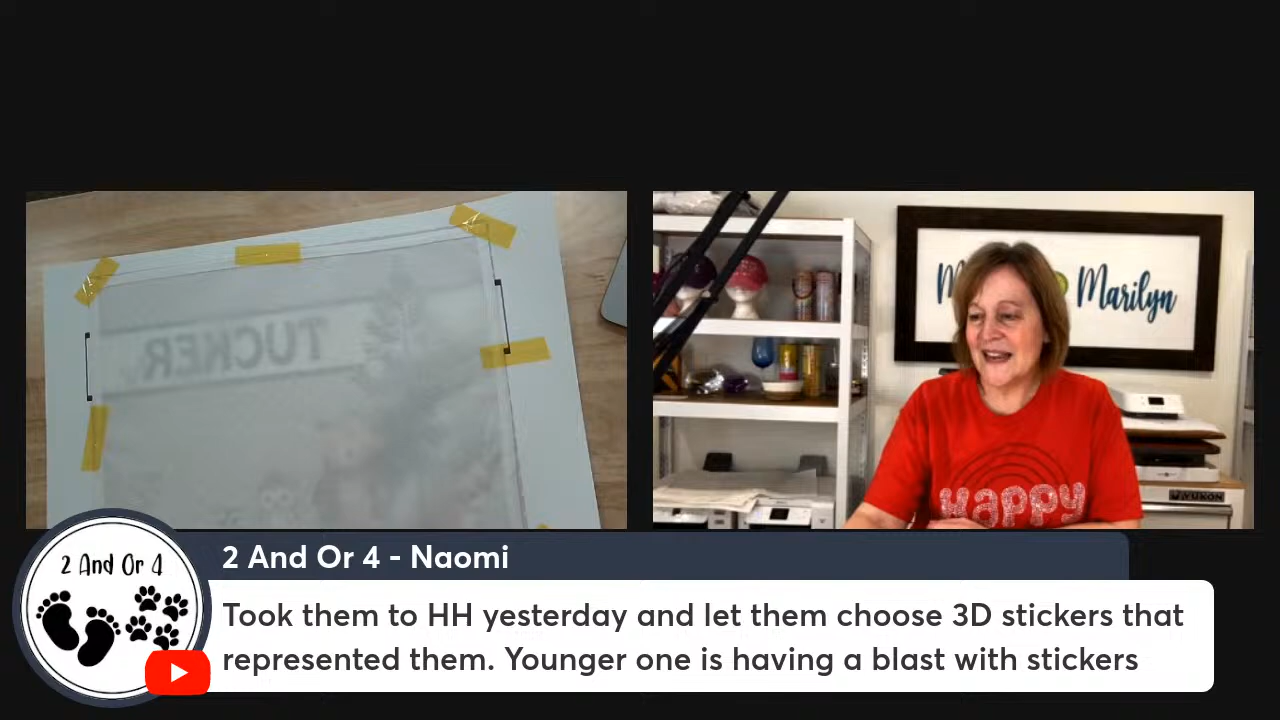 TUCKER
Marilyn
Happy
YUKON
2 And Or 4
2 And Or 4 - Naomi
Took them to HH yesterday and let them choose 3D stickers that
represented them. Younger one is having a blast with stickers